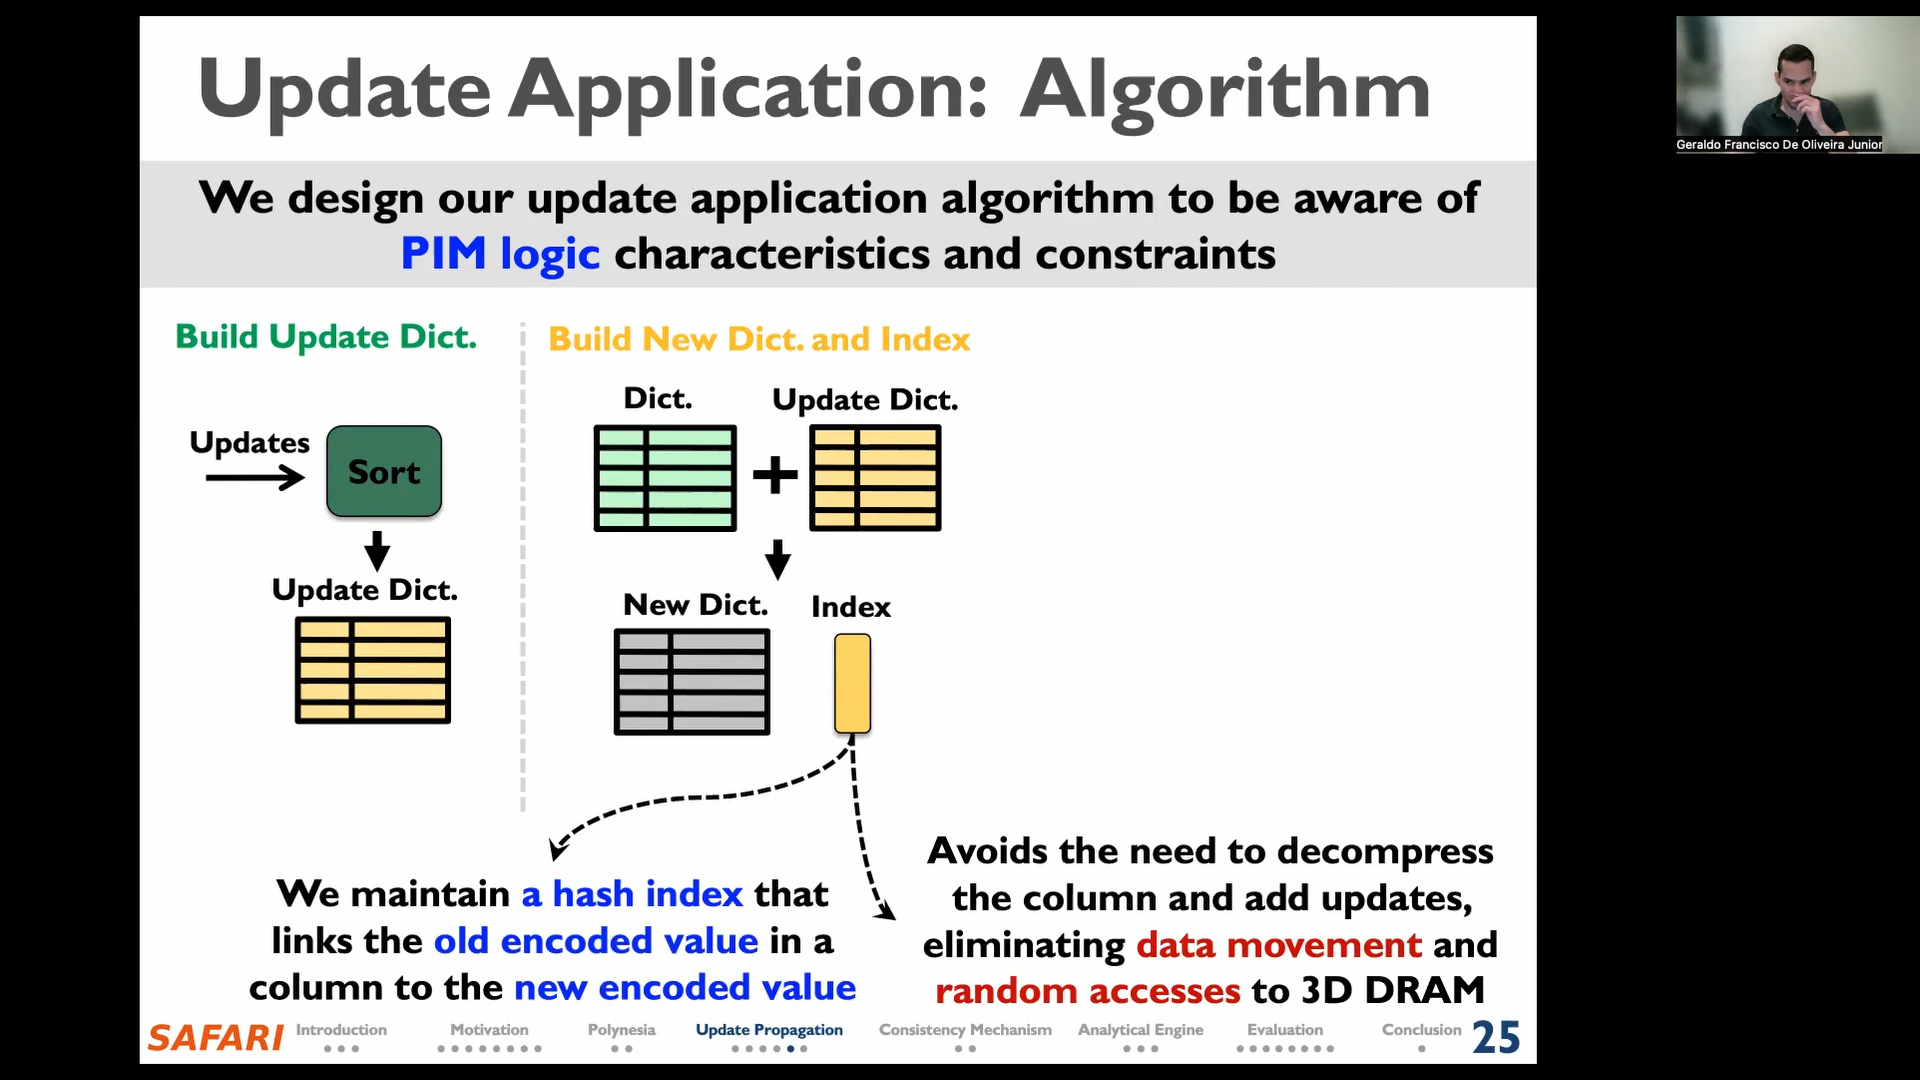 Update Application: Algorithm
We design our update application algorithm to be aware of
PIM logic characteristics and constraints
Build Update Dict.
Updates
Sort
Update Dict.
Build New Dict. and Index
Dict.
Update Dict.
+
New Dict.
Index
We maintain a hash index that
links the old encoded value in a
column to the new encoded value
Avoids the need to decompress
the column and add updates,
eliminating data movement and
random accesses to 3D DRAM
SAFARI
Introduction
Motivation
Polynesia
Update Propagation
Consistency Mechanism
Analytical Engine
Evaluation
Conclusion
25
Geraldo Francisco De Oliveira Junior